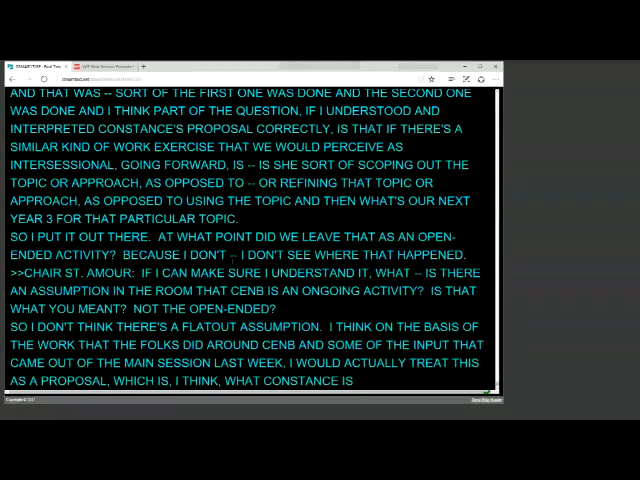 streamtext.net
AND THAT WAS -- SORT OF THE FIRST ONE WAS DONE AND THE SECOND ONE
WAS DONE AND I THINK PART OF THE QUESTION, IF I UNDERSTOOD AND
INTERPRETED CONSTANCE'S PROPOSAL CORRECTLY, IS THAT IF THERE'S A
SIMILAR KIND OF WORK EXERCISE THAT WE WOULD PERCEIVE AS
INTERSESSIONAL, GOING FORWARD, IS -- IS SHE SORT OF SCOPING OUT THE
TOPIC OR APPROACH, AS OPPOSED TO -- OR REFINING THAT TOPIC OR
APPROACH, AS OPPOSED TO USING THE TOPIC AND THEN WHAT'S OUR NEXT
YEAR 3 FOR THAT PARTICULAR TOPIC.
SO I PUT IT OUT THERE.  AT WHAT POINT DID WE LEAVE THAT AS AN OPEN-
ENDED ACTIVITY?  BECAUSE I DON'T -- I DON'T SEE WHERE THAT HAPPENED.
>>CHAIR ST. AMOUR:  IF I CAN MAKE SURE I UNDERSTAND IT, WHAT -- IS THERE
AN ASSUMPTION IN THE ROOM THAT CENB IS AN ONGOING ACTIVITY?  IS THAT
WHAT YOU MEANT?  NOT THE OPEN-ENDED?
SO I DON'T THINK THERE'S A FLATOUT ASSUMPTION.  I THINK ON THE BASIS OF
THE WORK THAT THE FOLKS DID AROUND CENB AND SOME OF THE INPUT THAT
CAME OUT OF THE MAIN SESSION LAST WEEK, I WOULD ACTUALLY TREAT THIS
AS A PROPOSAL, WHICH IS, I THINK, WHAT CONSTANCE IS